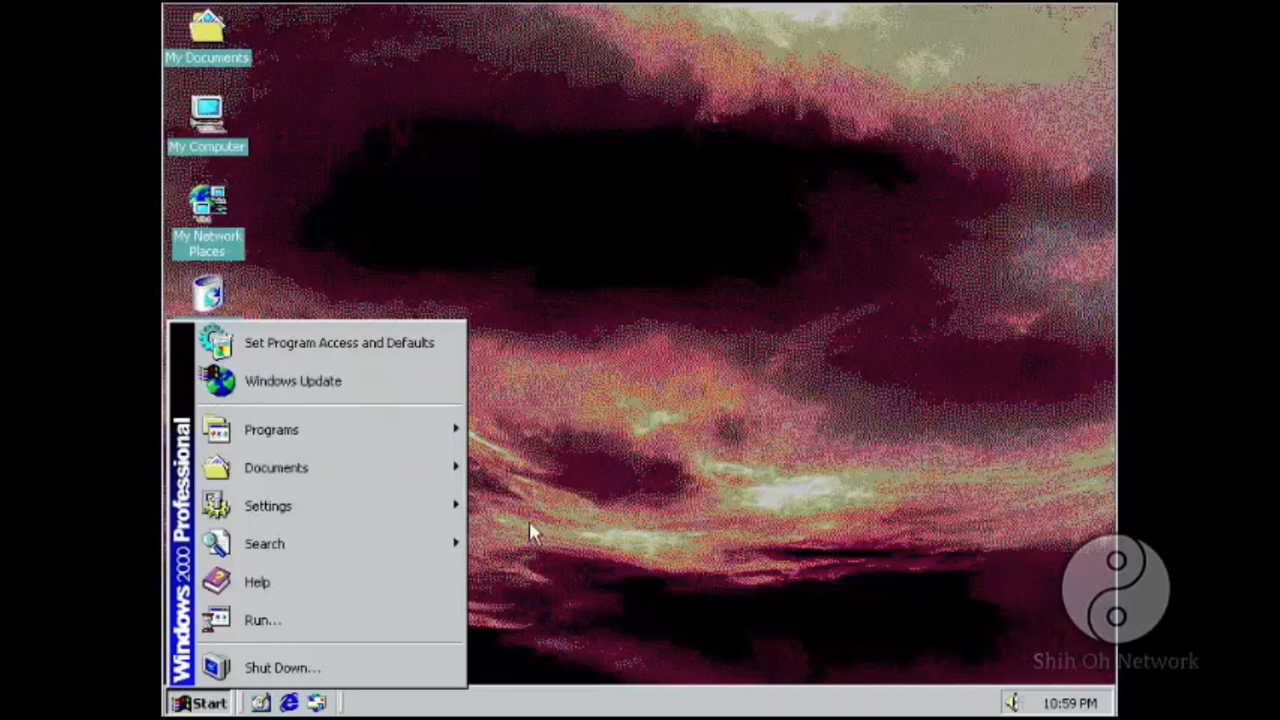 My Documents
My Computer
My Network
Places
Set Program Access and Defaults
Windows Update
Programs
Documents
Settings
Search
Help
Run...
Shut Down...
Windows 2000 Professional
Start
10:59 PM
Shih Oh Network